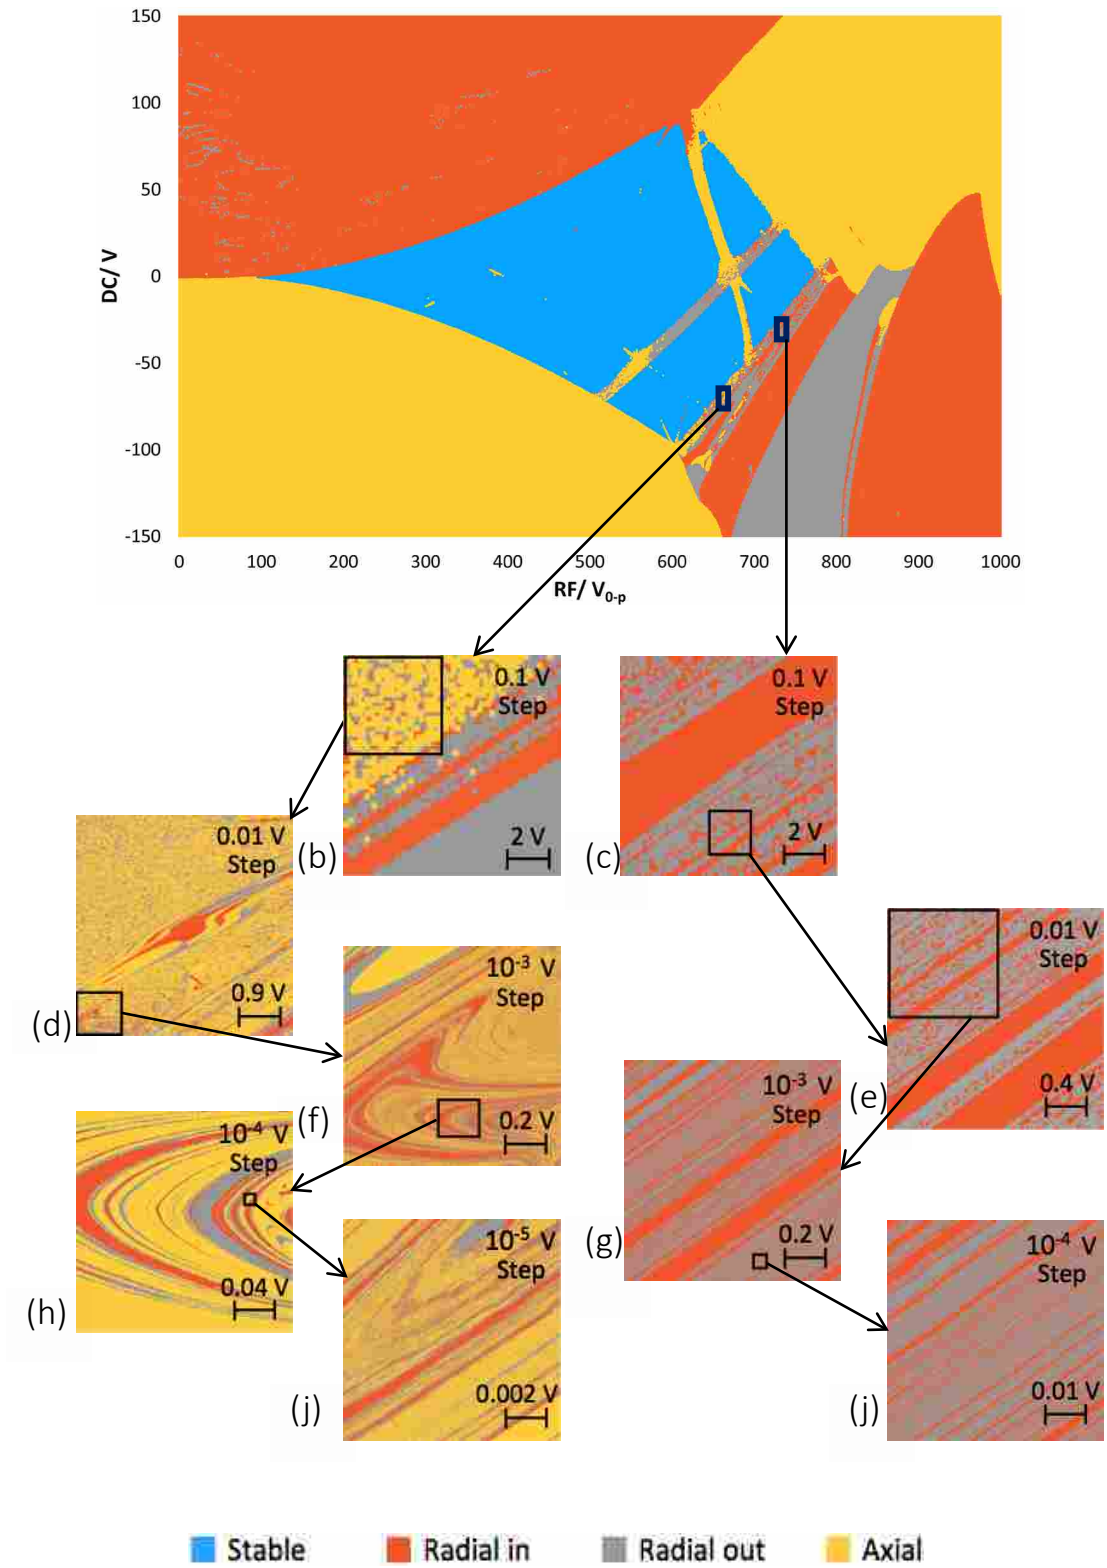 150
100
50
0
-50
-100
-150
DC/ V
0 100 200 300 400 500 600 700 800 900 1000
RF/ V0-p
0.1 V
Step
2 V
(b)
0.1 V
Step
2 V
(c)
0.01 V
Step
0.9 V
(d)
10-3 V
Step
0.2 V
(f)
0.01 V
Step
0.4 V
(e)
10-3 V
Step
0.2 V
(g)
10-4 V
Step
0.04 V
(h)
10-5 V
Step
0.002 V
(j)
10-4 V
Step
0.01 V
(j)
Stable Radial in Radial out Axial